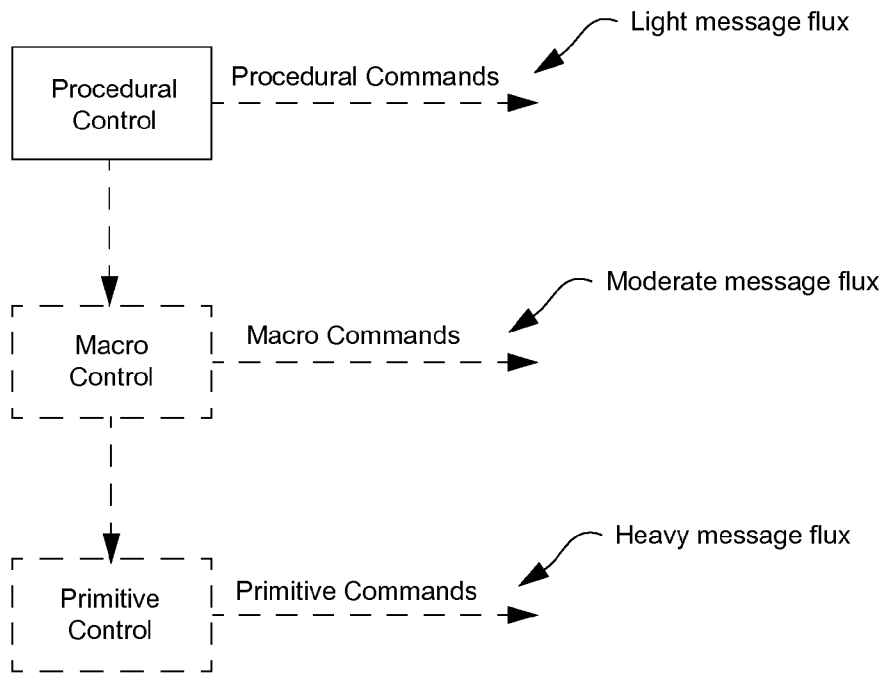 Light message flux
Procedural Commands
Procedural
Control
Moderate message flux
Macro Commands
Macro
Control
Heavy message flux
Primitive Commands
Primitive
Control